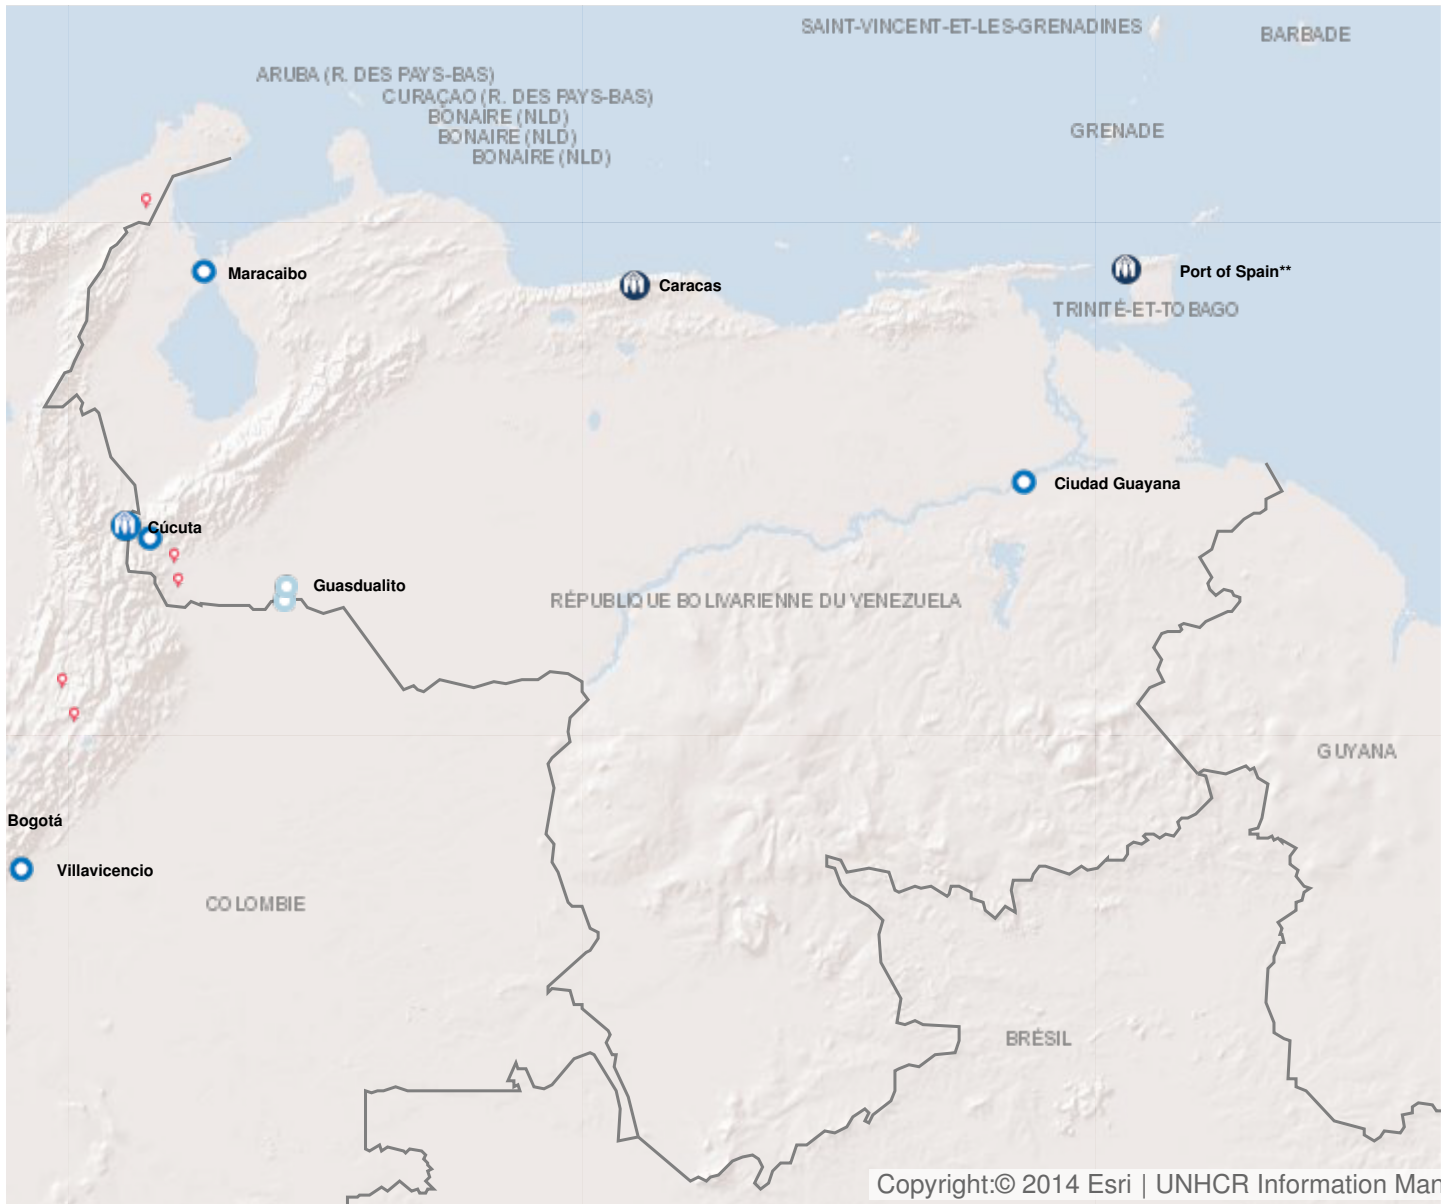 SAINT-VINCENT-ET-LES-GRENADINES
BARBADE
ARUBA (R. DES PAYS-BAS)
CURAÇAO (R. DES PAYS-BAS)
BONAIRE (NLD)
GRENADE
BONAIRE (NLD)
BONAIRE (NLD)
Maracaibo
Caracas
Port of Spain**
TRINITÉ-ET-TOBAGO
Ciudad Guayana
Cúcuta
Guasdualito
RÉPUBLIQUE BOLIVARIENNE DU VENEZUELA
GUYANA
Bogotá
Villavicencio
COLOMBIE
BRÉSIL
Copyright:© 2014 Esri | UNHCR Information Man